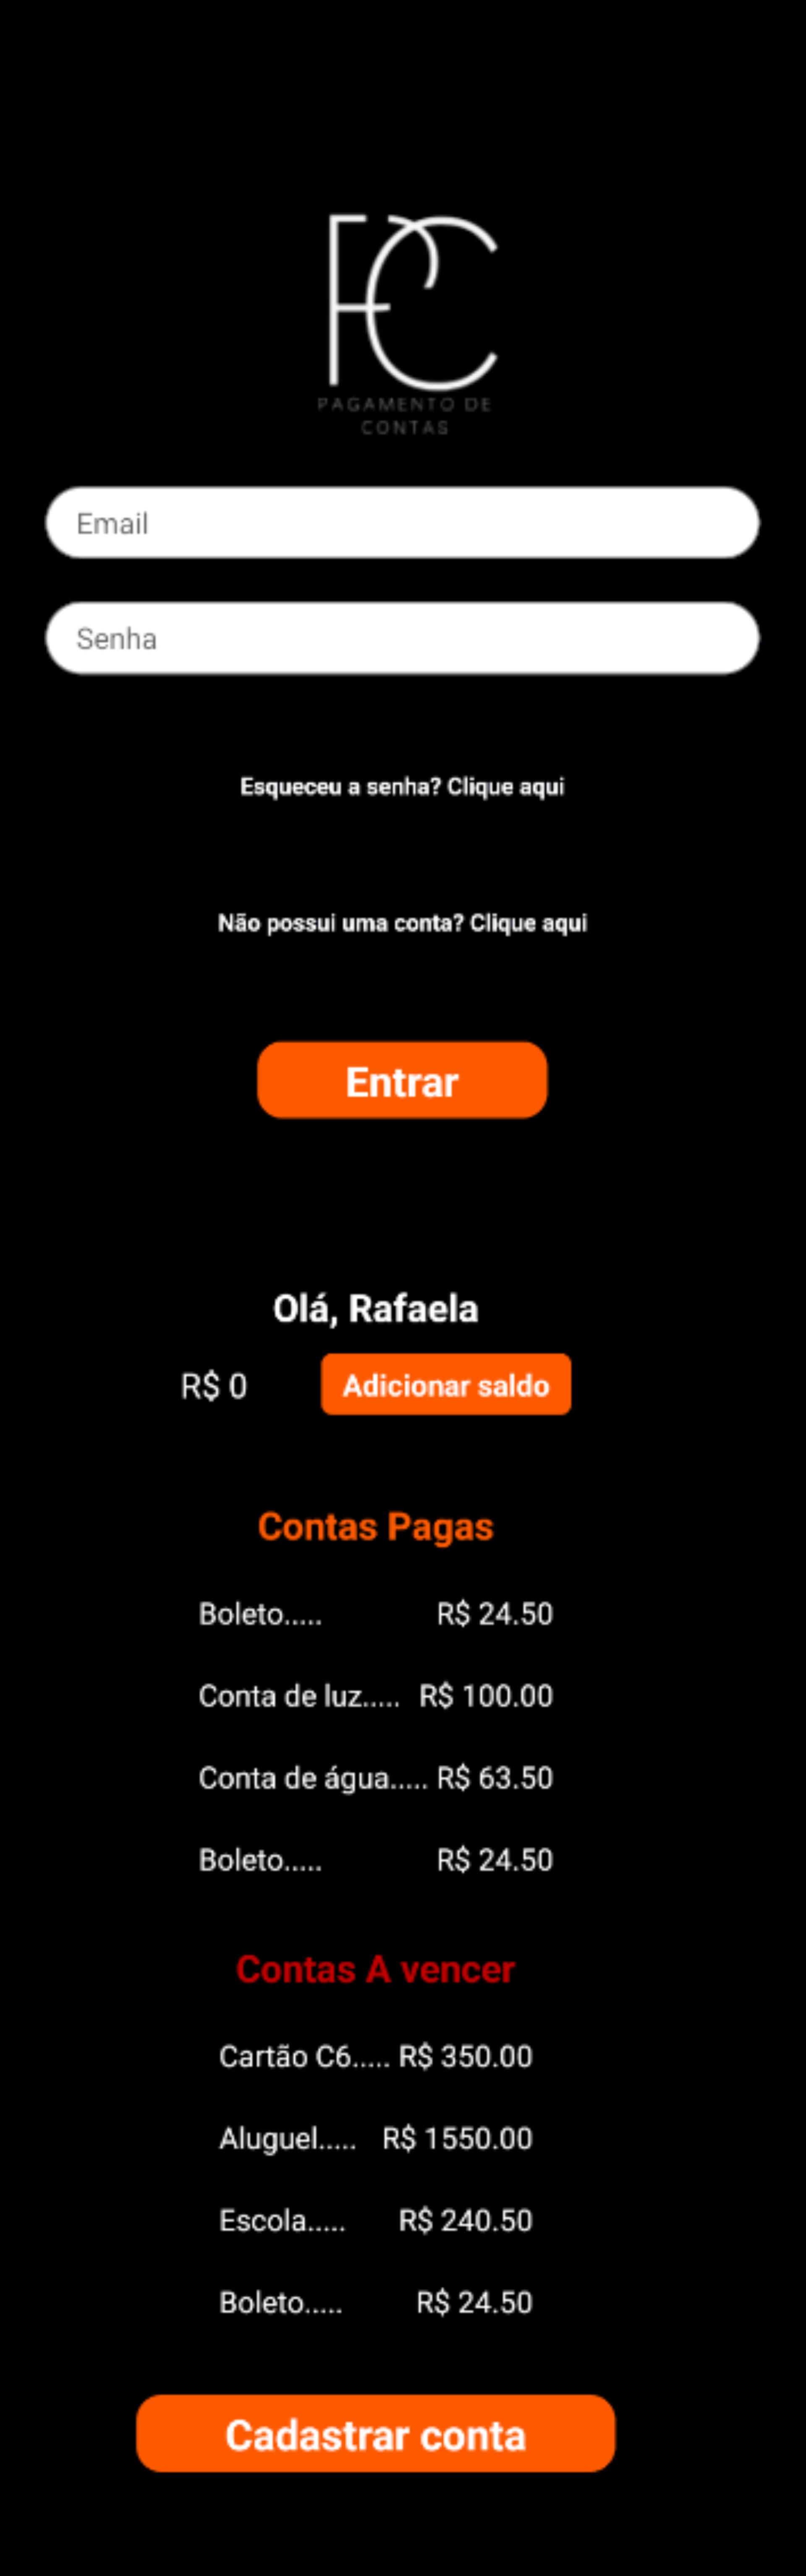 PC
PAGAMENTO DE
CONTAS
Email
Senha
Esqueceu a senha? Clique aqui
Não possui uma conta? Clique aqui
Entrar
Olá, Rafaela
R$ 0 Adicionar saldo
Contas Pagas
Boleto..... R$ 24.50
Conta de luz..... R$ 100.00
Conta de água..... R$ 63.50
Boleto..... R$ 24.50
Contas A vencer
Cartão C6..... R$ 350.00
Aluguel..... R$ 1550.00
Escola..... R$ 240.50
Boleto..... R$ 24.50
Cadastrar conta